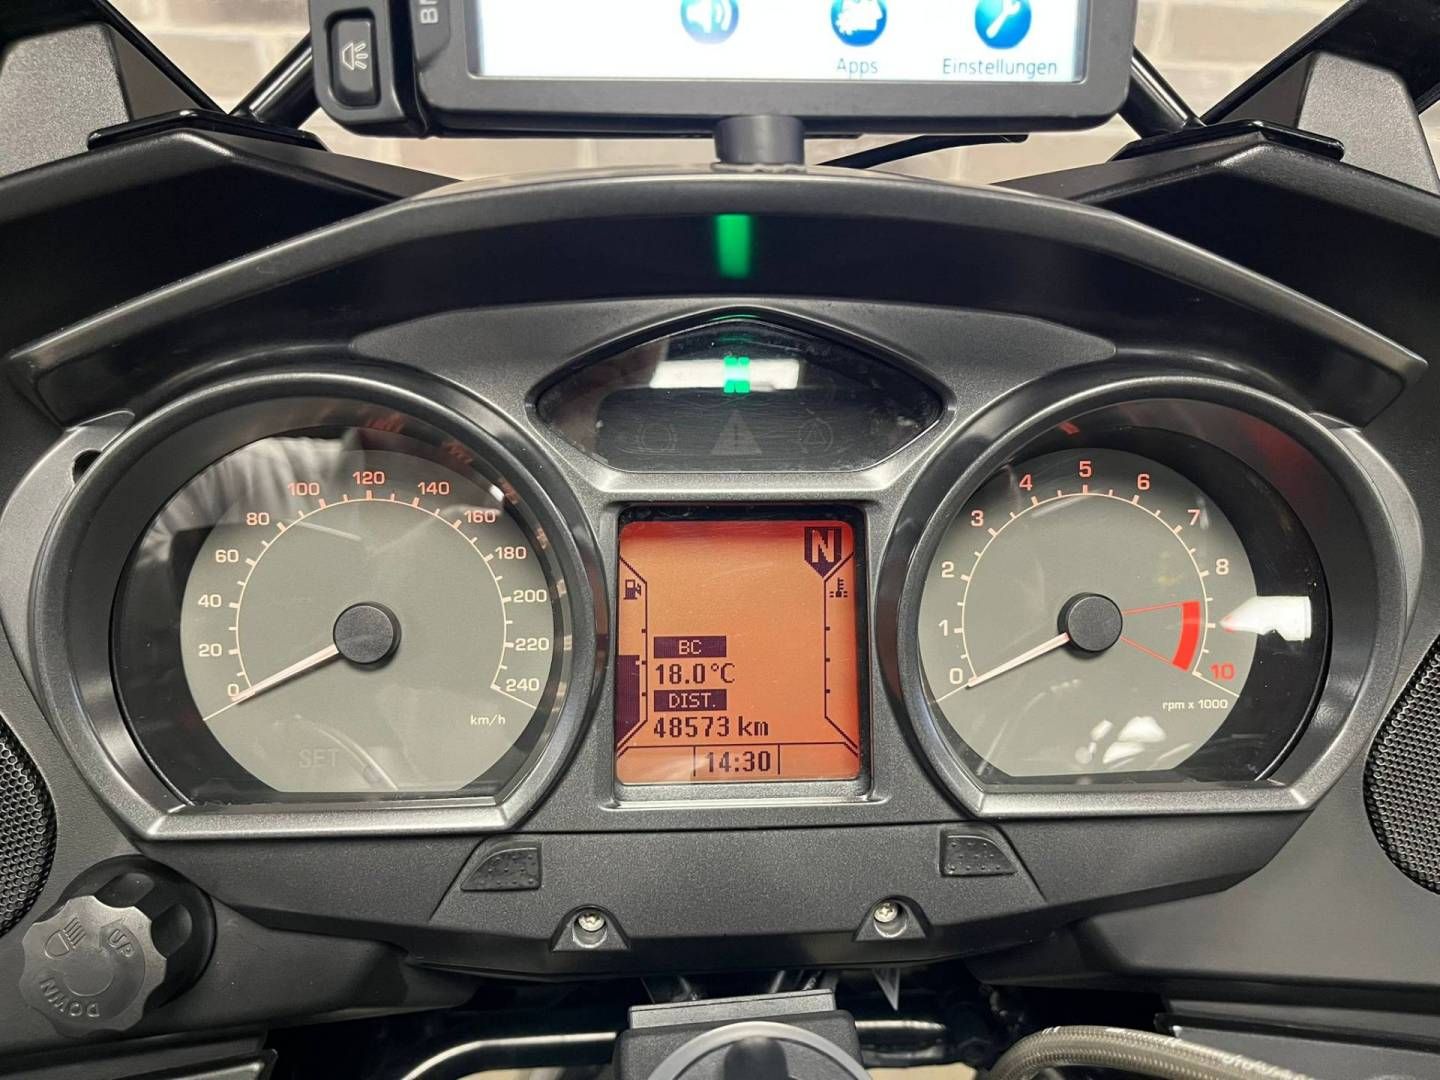 Apps
Einstellungen
0
20
40
60
80
100
120
140
160
180
200
220
240
km/h
SET
N
BC
18.0°C
DIST.
48573 km
14:30
0
1
2
3
4
5
6
7
8
10
rpm x 1000
UP
DOWN